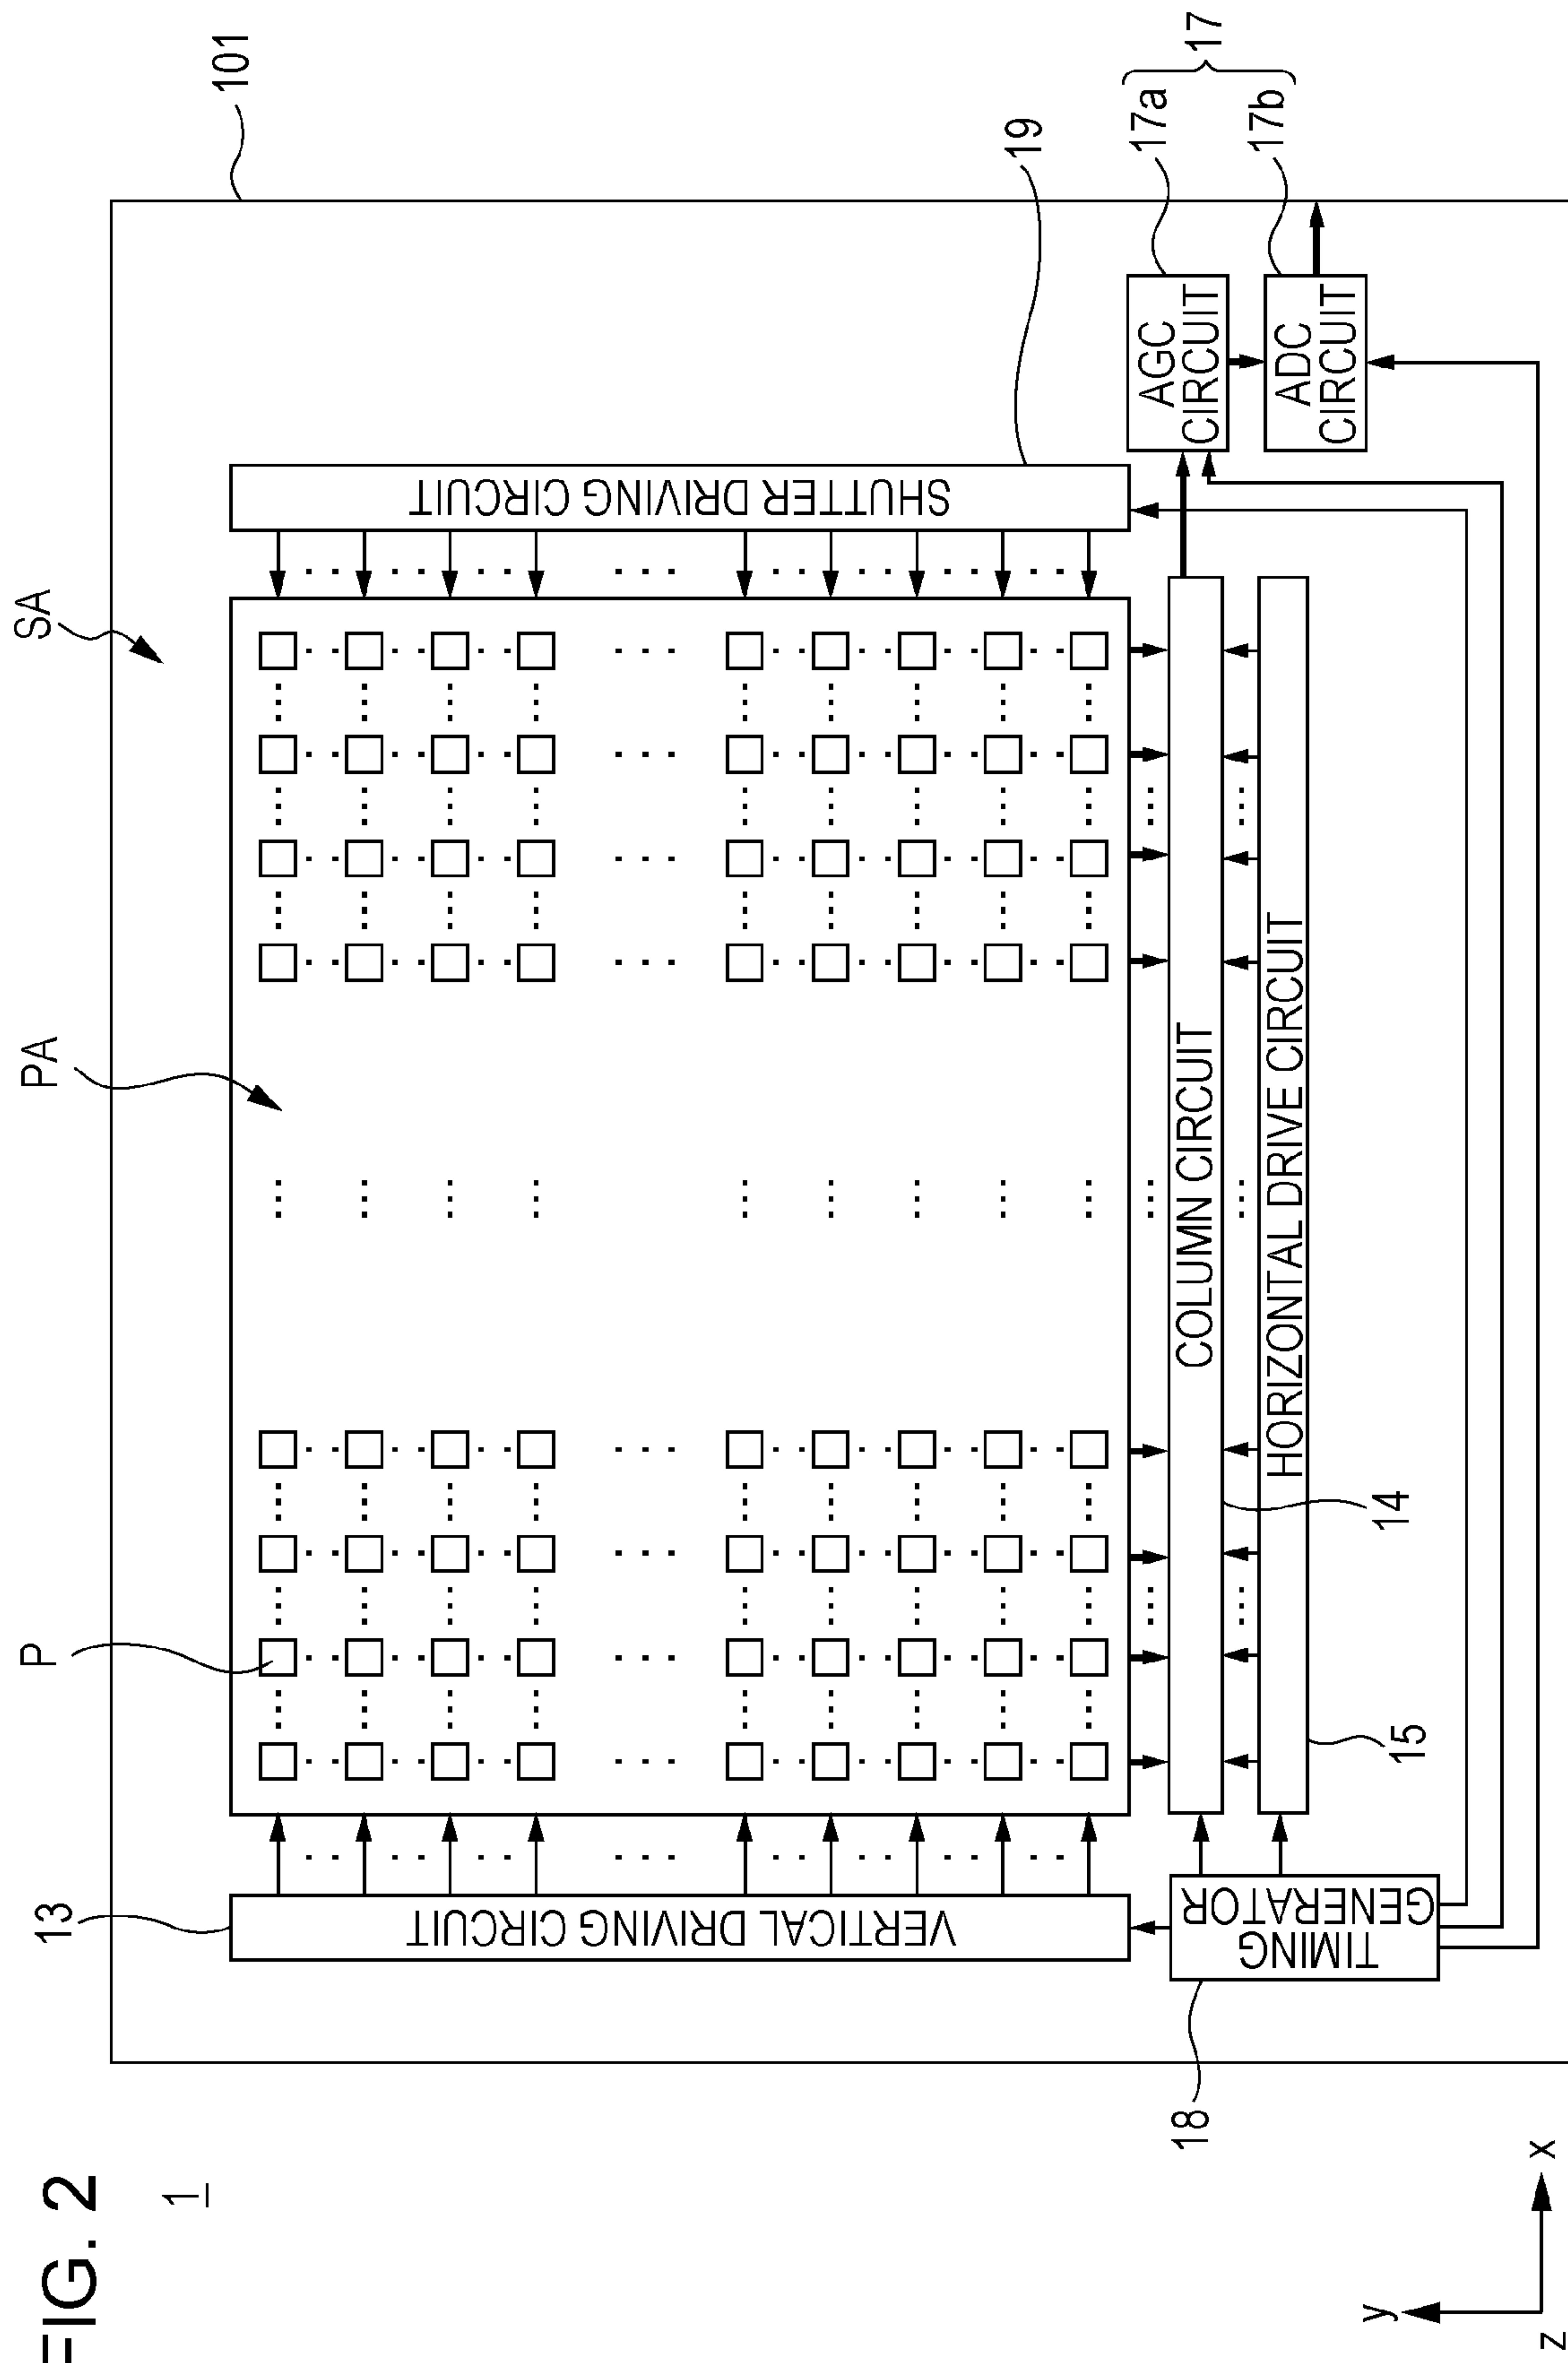 FIG. 2
1
P
PA
SA
101
13
VERTICAL DRIVING CIRCUIT
SHUTTER DRIVING CIRCUIT
19
18
TIMING
GENERATOR
COLUMN CIRCUIT
14
HORIZONTAL DRIVE CIRCUIT
15
AGC
CIRCUIT
17a
17
ADC
CIRCUIT
17b
y
x
z